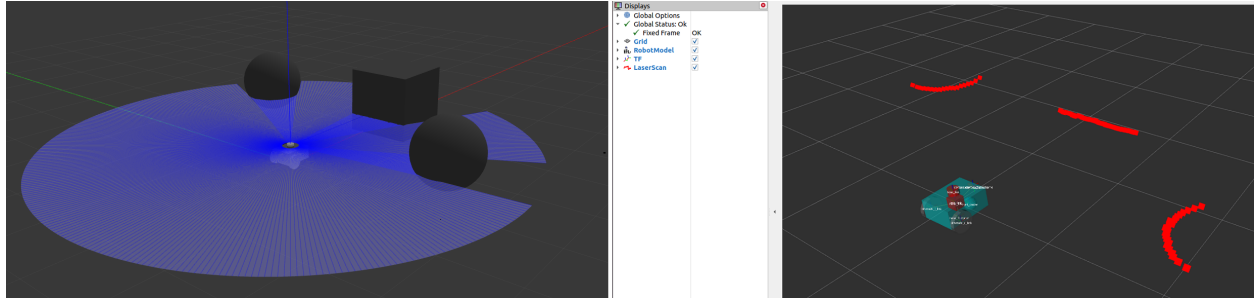 Displays
Global Options
Global Status: Ok
Fixed Frame OK
Grid
RobotModel
TF
LaserScan